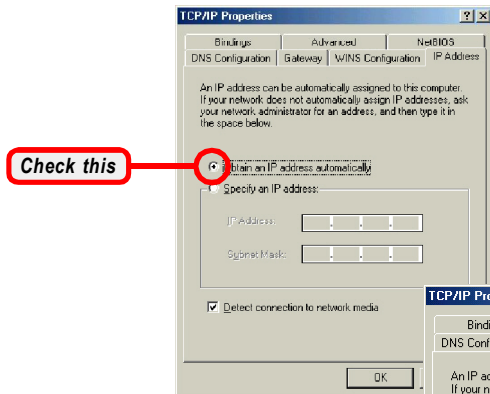 TCP/IP Properties
? x
Bindings Advanced NetBIOS
DNS Configuration Gateway WINS Configuration IP Address
An IP address can be automatically assigned to this computer.
If your network does not automatically assign IP addresses, ask
your network administrator for an address, and then type it in
the space below.
Check this
Obtain an IP address automatically
Specify an IP address:
IP Address:
Subnet Mask:
Detect connection to network media
OK
TCP/IP Pro
Bindi
DNS Conf
An IP ad
If your n